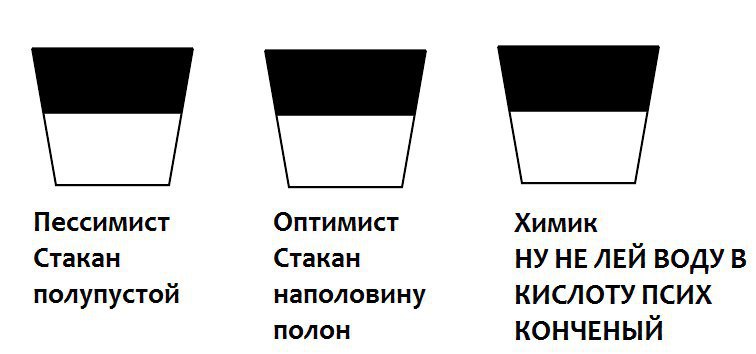 Пессимист
Стакан
полупустой
Оптимист
Стакан
наполовину
полон
Химик
НУ НЕ ЛЕЙ ВОДУ В
КИСЛОТУ ПСИХ
КОНЧЕНЫЙ